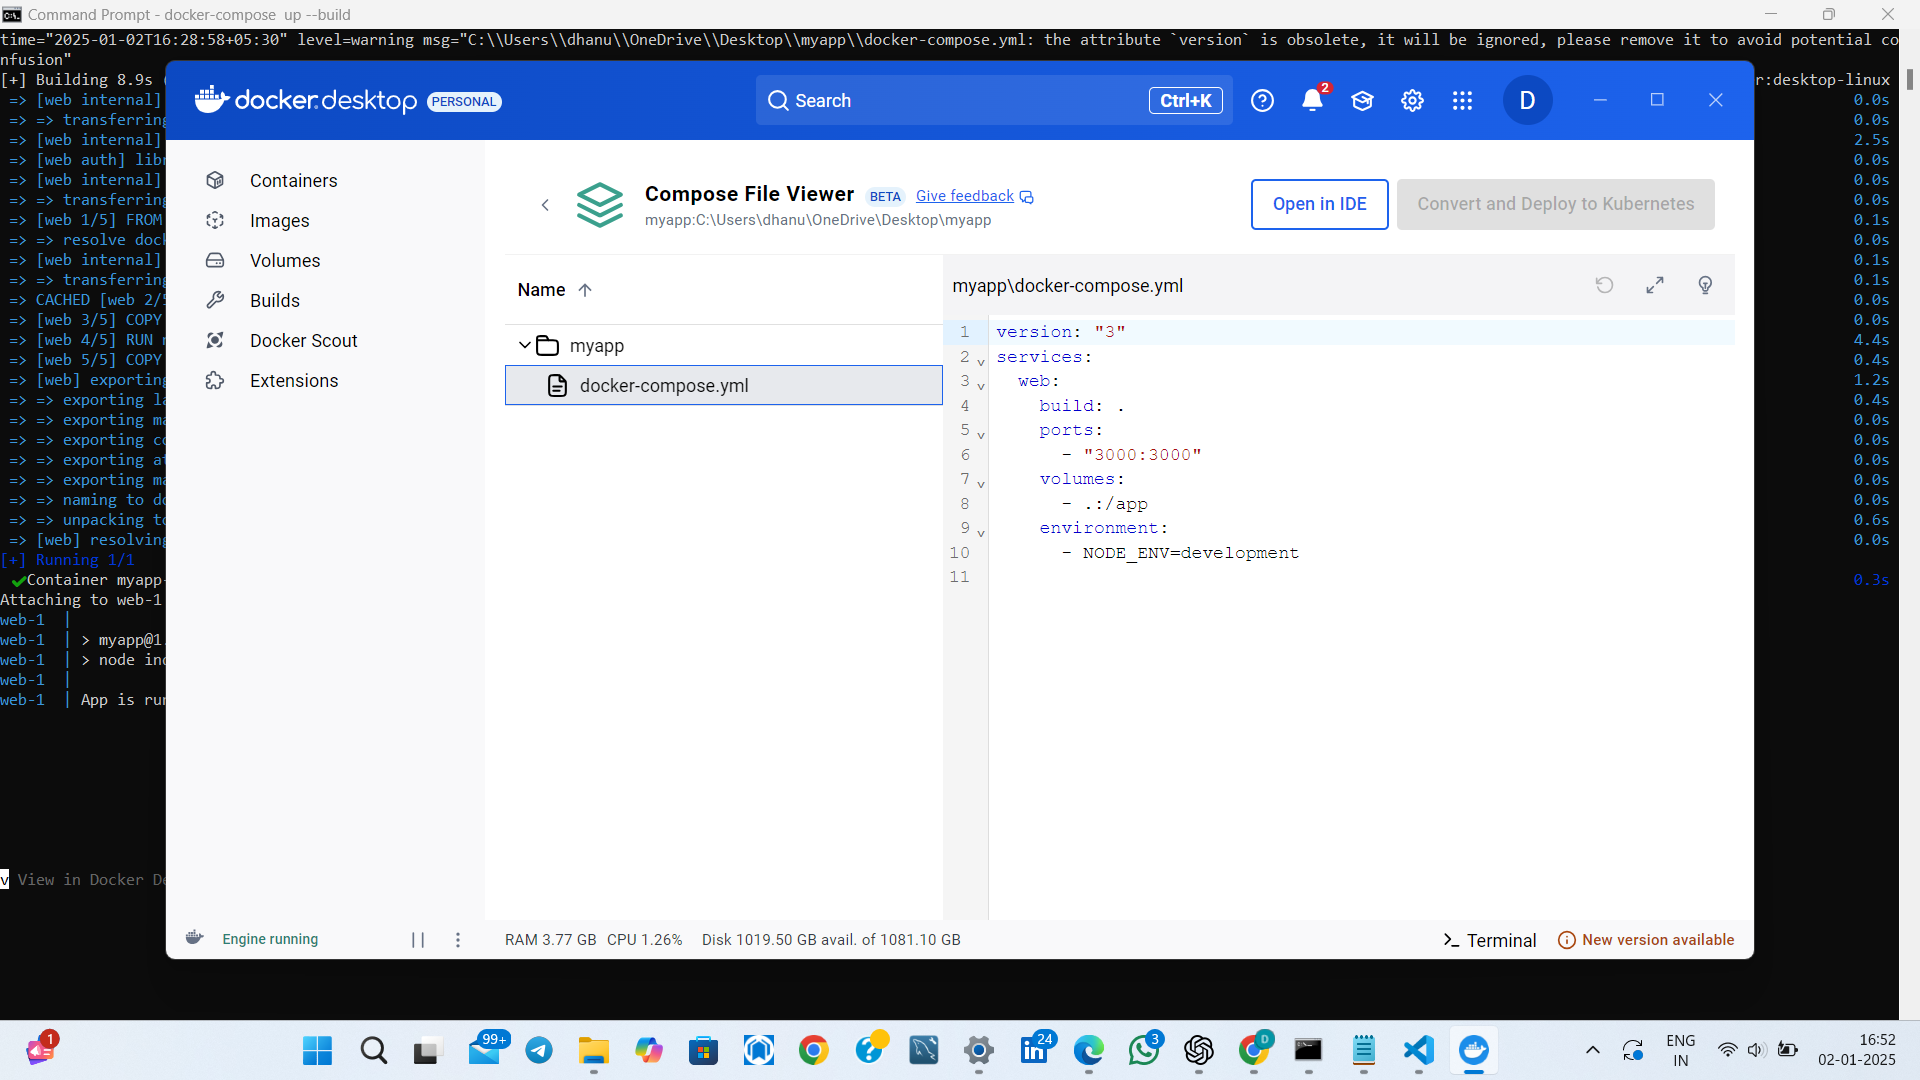 Command Prompt - docker-compose up --build
time="2025-01-02T16:28:58+05:30" level=warning msg="C:\\Users\\dhanu\\OneDrive\\Desktop\\myapp\\docker-compose.yml: the attribute `version` is obsolete, it will be ignored, please remove it to avoid potential co
nfusion"
[+] Building 8.9s
r:desktop-linux
=> [web internal] 0.0s
=> => transferring 0.0s
=> [web internal] 2.5s
=> [web auth] 0.0s
=> [web internal] 0.0s
=> => transferring 0.0s
=> [web 1/5] FROM 0.1s
=> => resolve 0.0s
=> [web internal] 0.1s
=> => transferring 0.1s
=> CACHED [web 2/5 0.0s
=> [web 3/5] COPY 0.0s
=> [web 4/5] RUN 4.4s
=> [web 5/5] COPY 0.4s
=> [web] exporting 1.2s
=> => exporting 0.4s
=> => exporting 0.0s
=> => exporting 0.0s
=> => exporting 0.0s
=> => exporting 0.0s
=> => naming to 0.0s
=> => unpacking 0.6s
=> [web] resolving 0.0s
[+] Running 1/1
Container myapp- 0.3s
Attaching to web-1
web-1 |
web-1 | > myapp@1.
web-1 | > node
web-1 |
web-1 | App is
v View in Docker
docker.desktop PERSONAL
Search Ctrl+K
2
D
Containers
Images
Volumes
Builds
Docker Scout
Extensions
Compose File Viewer BETA Give feedback
myapp:C:\Users\dhanu\OneDrive\Desktop\myapp
Open in IDE
Convert and Deploy to Kubernetes
Name
myapp
docker-compose.yml
myapp\docker-compose.yml
1 version: "3"
2 services:
3 web:
4 build: .
5 ports:
6 - "3000:3000"
7 volumes:
8 - .:/app
9 environment:
10 - NODE_ENV=development
11
Engine running
RAM 3.77 GB CPU 1.26% Disk 1019.50 GB avail. of 1081.10 GB
Terminal
New version available
1
99+
24
3
D
ENG
IN
16:52
02-01-2025